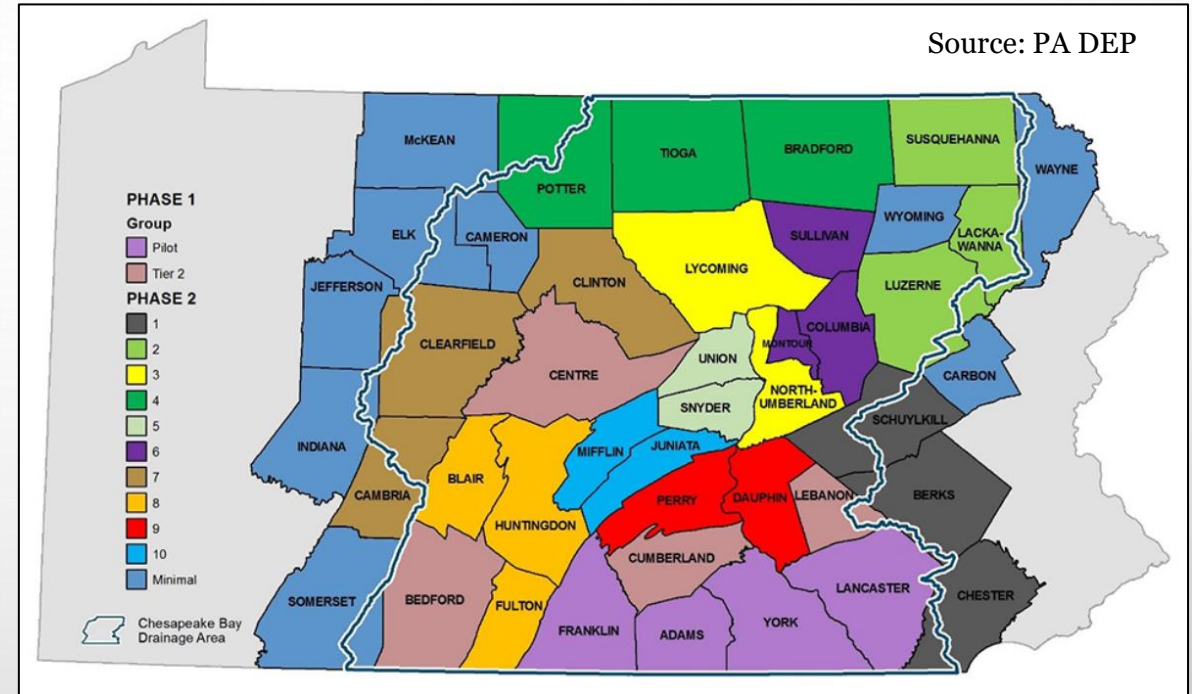 Source: PA DEP
McKEAN
POTTER
TIOGA
BRADFORD
SUSQUEHANNA
WAYNE
ELK
CAMERON
SULLIVAN
WYOMING
LACKA-
WANNA
JEFFERSON
CLINTON
LYCOMING
LUZERNE
CLEARFIELD
CENTRE
UNION
MONTOUR
COLUMBIA
CARBON
SNYDER
NORTH-
UMBERLAND
SCHUYLKILL
INDIANA
CAMBRIA
BLAIR
HUNTINGDON
MIFFLIN
JUNIATA
PERRY
DAUPHIN
LEBANON
BERKS
CUMBERLAND
SOMERSET
BEDFORD
FULTON
FRANKLIN
ADAMS
YORK
LANCASTER
CHESTER
PHASE 1
Group
Pilot
Tier 2
PHASE 2
1
2
3
4
5
6
7
8
9
10
Minimal
Chesapeake Bay
Drainage Area